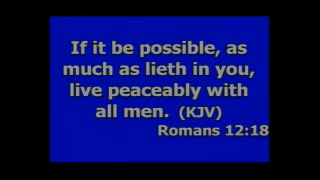 If it be possible, as
much as lieth in you,
live peaceably with
all men. (KJV)
Romans 12:18